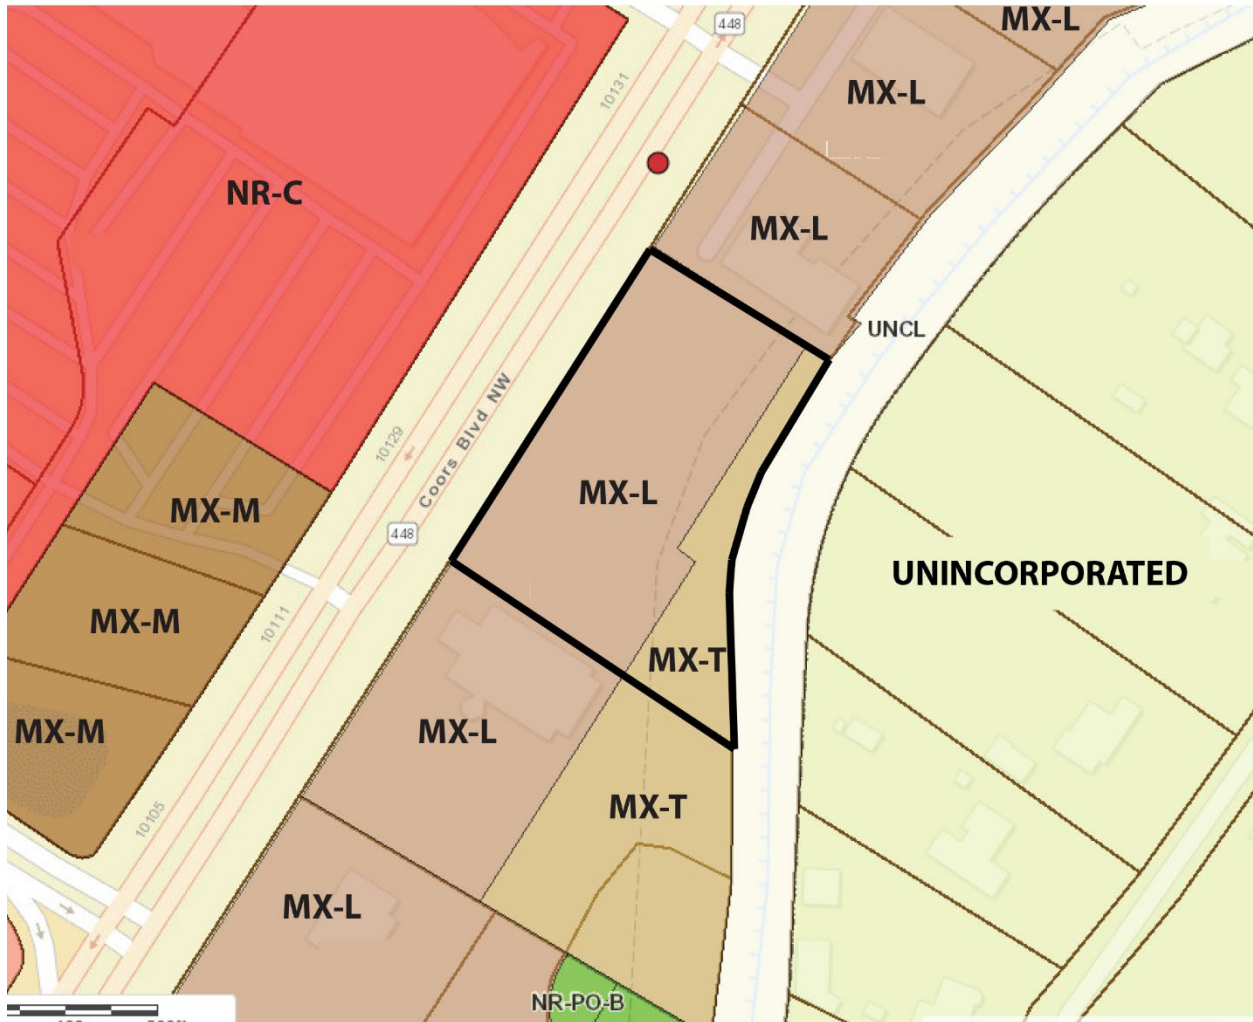 MX-L
448
MX-L
10131
NR-C
MX-L
UNCL
Coors Blvd NW
10129
MX-L
MX-M
448
UNINCORPORATED
MX-M
10111
MX-T
MX-M
MX-L
MX-T
10105
MX-L
NR-PO-B